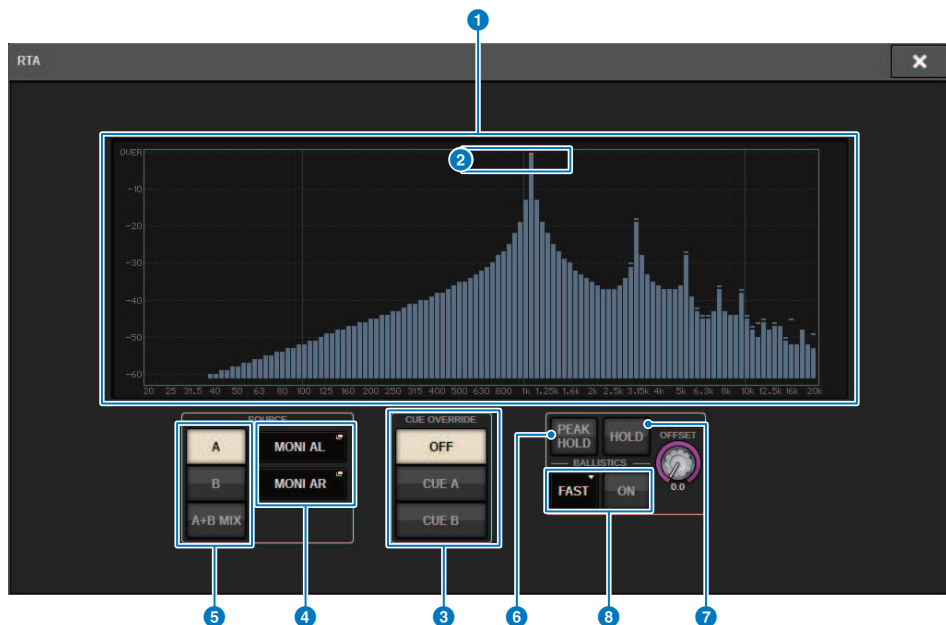 1
RTA
OVER
2
-10
-20
-30
-40
-50
-60
20 25 31.5 40 50 63 80 100 125 160 200 250 315 400 500 630 800 1k 1.25k 1.6k 2k 2.5k 3.15k 4k 5k 6.3k 8k 10k 12.5k 16k 20k
SOURCE
A
B
A+B MIX
MONI AL
MONI AR
CUE OVERRIDE
OFF
CUE A
CUE B
PEAK
HOLD
HOLD
OFFSET
0.0
BALLISTICS
FAST
ON
5 4 3 6 8 7